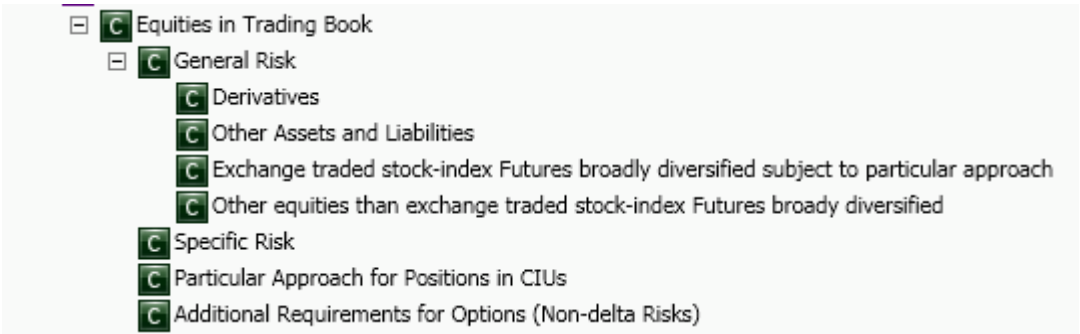 C Equities in Trading Book
C General Risk
C Derivatives
C Other Assets and Liabilities
C Exchange traded stock-index Futures broadly diversified subject to particular approach
C Other equities than exchange traded stock-index Futures broady diversified
C Specific Risk
C Particular Approach for Positions in CIUs
C Additional Requirements for Options (Non-delta Risks)